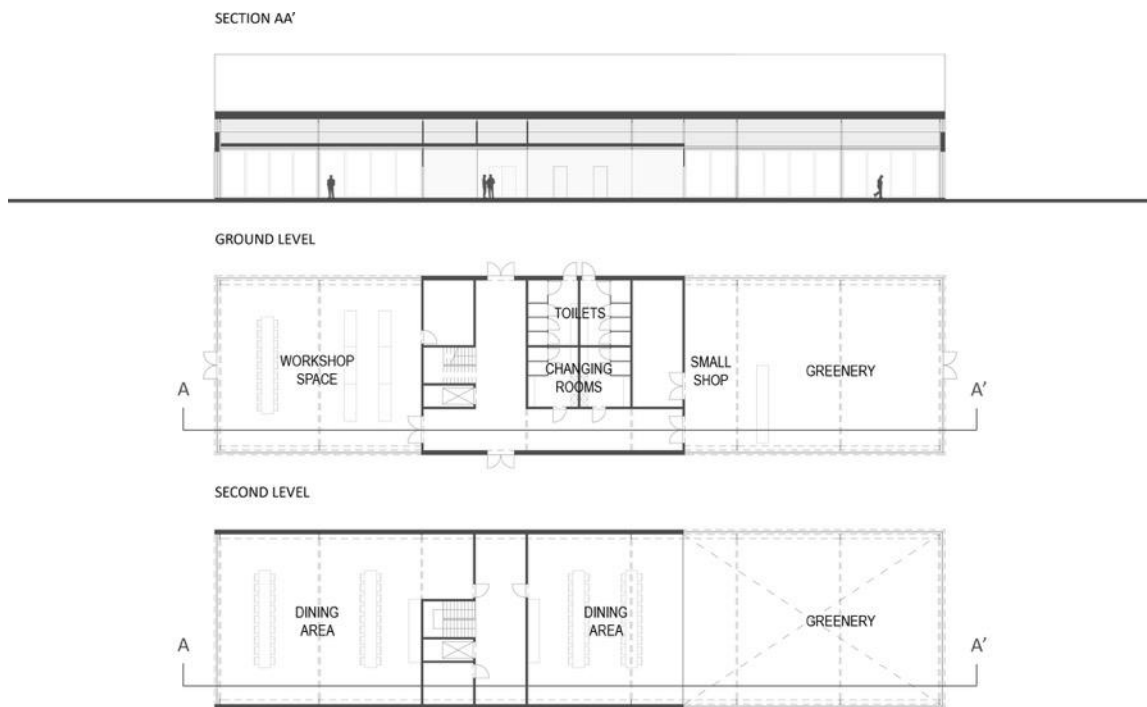 SECTION AA'
GROUND LEVEL
TOILETS
WORKSHOP
SPACE
CHANGING
ROOMS
SMALL
SHOP
GREENERY
A
A'
SECOND LEVEL
DINING
AREA
DINING
AREA
GREENERY
A
A'